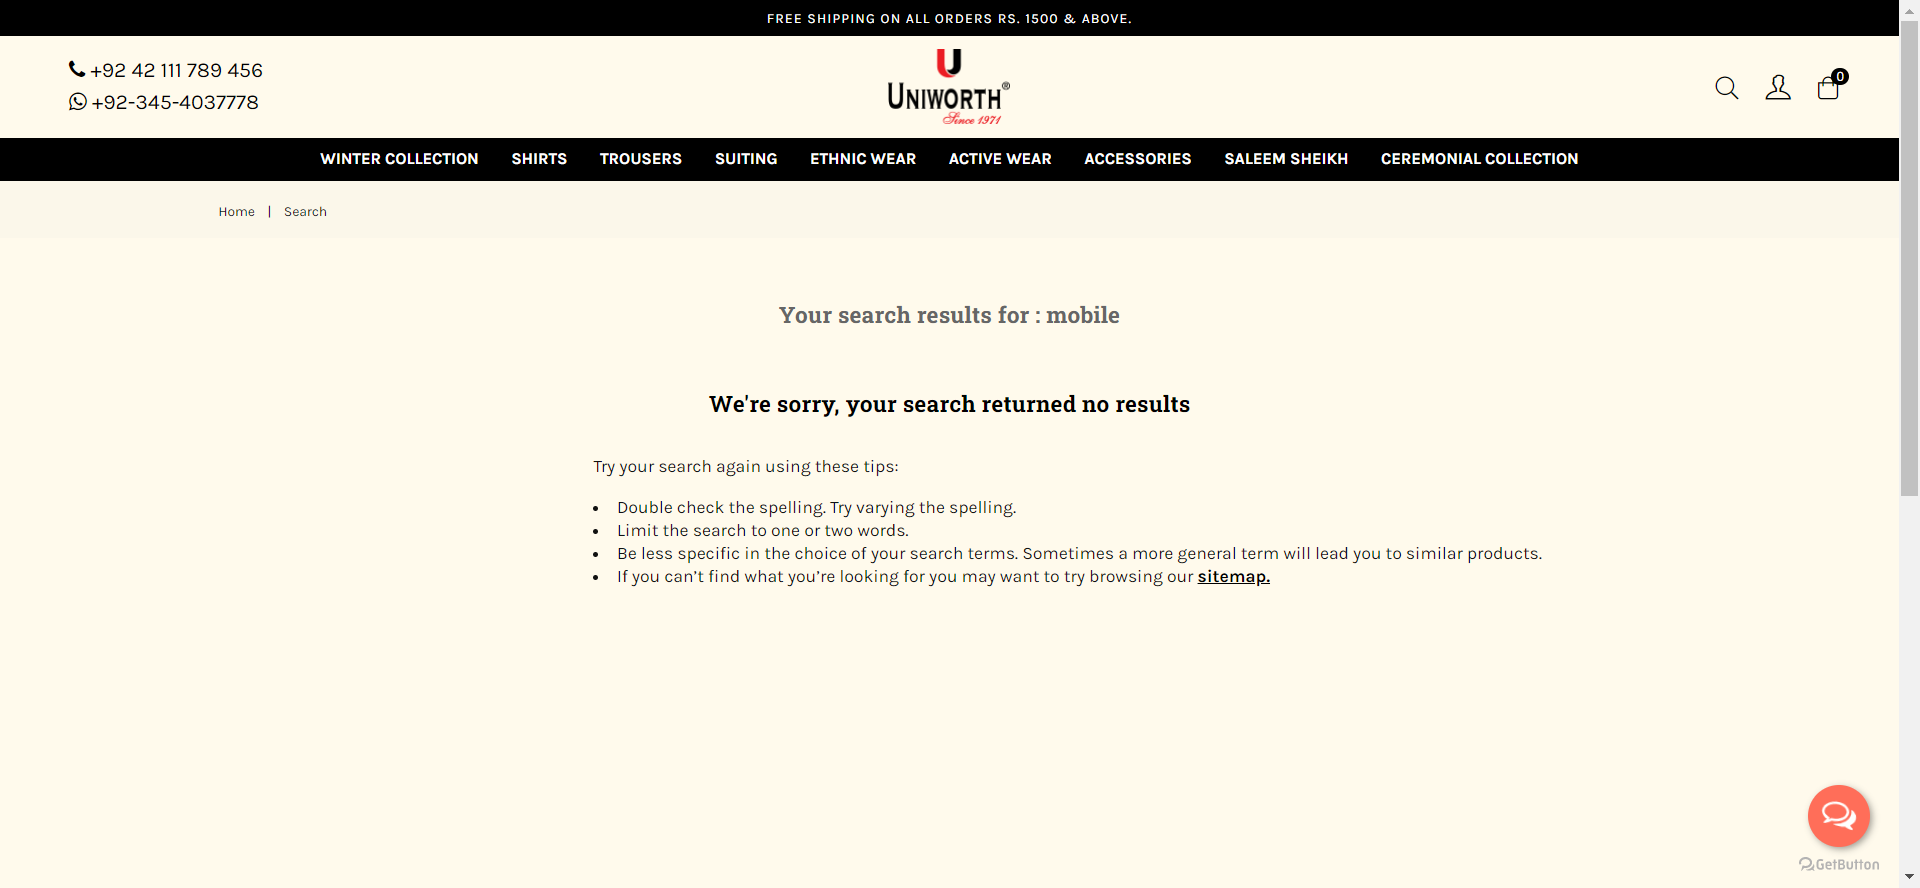 FREE SHIPPING ON ALL ORDERS RS. 1500 & ABOVE.
+92 42 111 789 456
+92-345-4037778
UNIWORTH®
Since 1971
0
WINTER COLLECTION SHIRTS TROUSERS SUITING ETHNIC WEAR ACTIVE WEAR ACCESSORIES SALEEM SHEIKH CEREMONIAL COLLECTION
Home | Search
Your search results for : mobile
We're sorry, your search returned no results
Try your search again using these tips:
• Double check the spelling. Try varying the spelling.
• Limit the search to one or two words.
• Be less specific in the choice of your search terms. Sometimes a more general term will lead you to similar products.
• If you can’t find what you’re looking for you may want to try browsing our sitemap.
GetButton